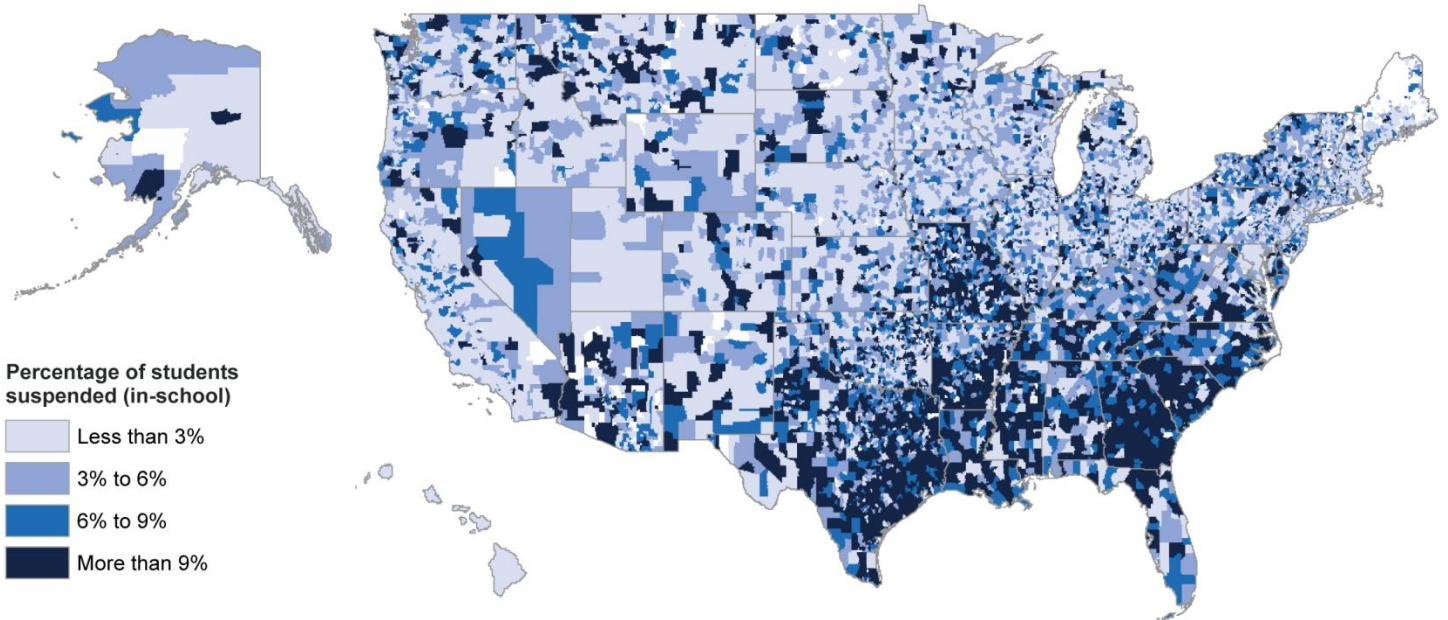 Percentage of students
suspended (in-school)
Less than 3%
3% to 6%
6% to 9%
More than 9%